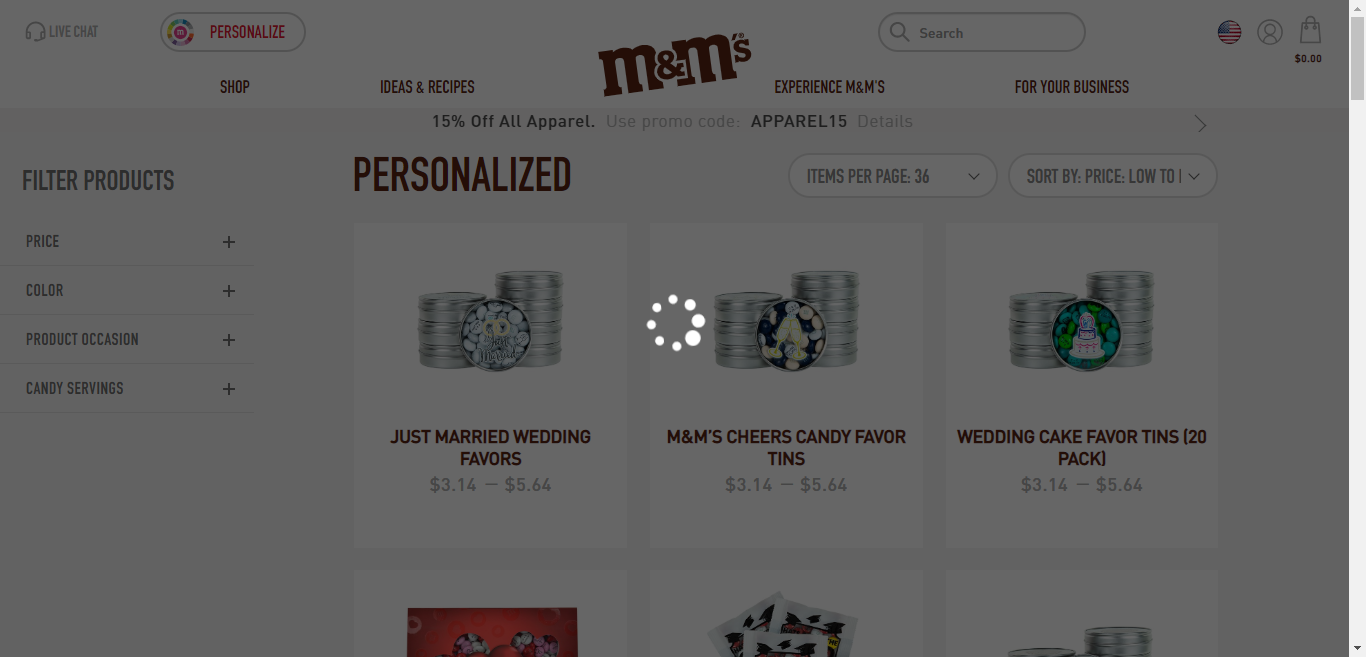 LIVE CHAT
PERSONALIZE
m
m&m's®
Search
$0.00
SHOP
IDEAS & RECIPES
EXPERIENCE M&M'S
FOR YOUR BUSINESS
15% Off All Apparel. Use promo code: APPAREL15 Details
FILTER PRODUCTS
PERSONALIZED
ITEMS PER PAGE: 36
SORT BY: PRICE: LOW TO
PRICE
COLOR
PRODUCT OCCASION
CANDY SERVINGS
Just
Married
JUST MARRIED WEDDING
FAVORS
$3.14 — $5.64
M&M'S CHEERS CANDY FAVOR
TINS
$3.14 — $5.64
WEDDING CAKE FAVOR TINS (20
PACK)
$3.14 — $5.64